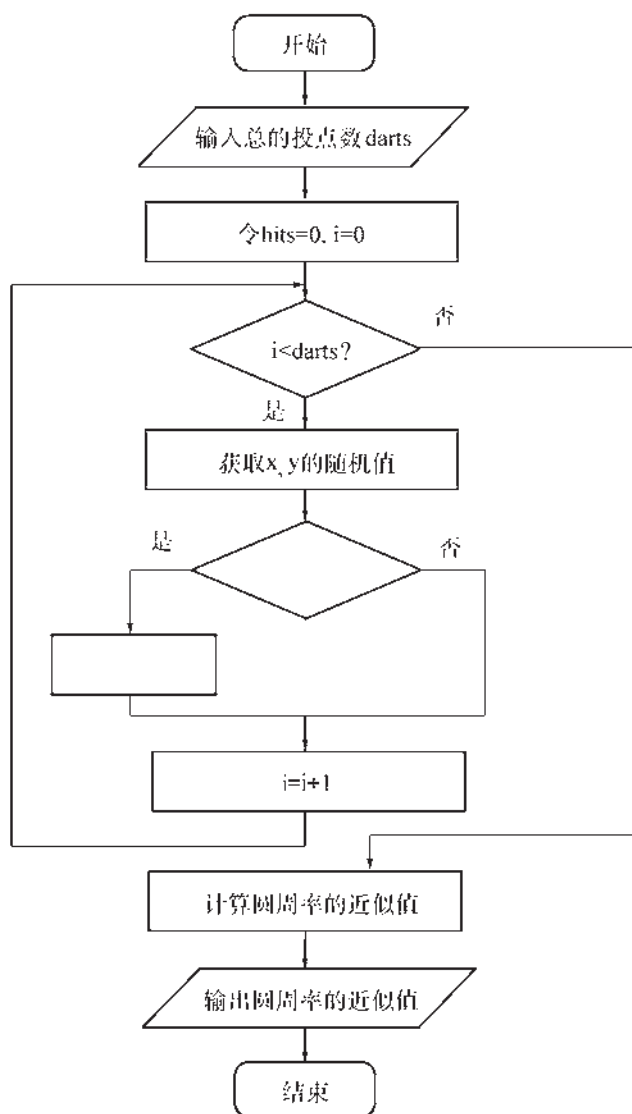 开始
输入总的投点数darts
令hits=0, i=0
否
i<darts?
是
获取x, y的随机值
是
否
i=i+1
计算圆周率的近似值
输出圆周率的近似值
结束